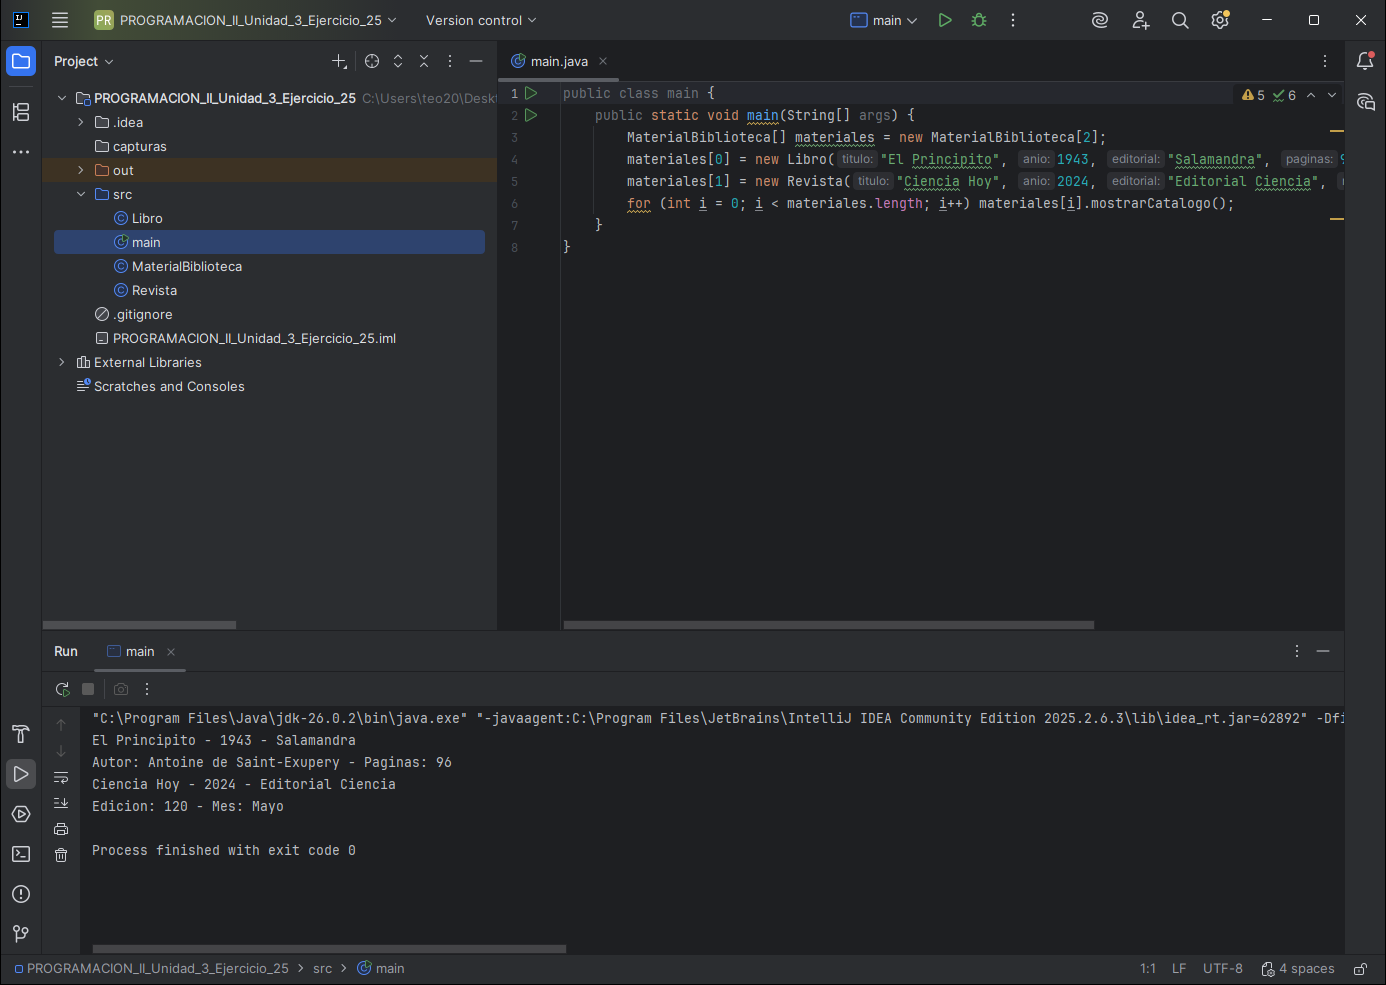 PR PROGRAMACION_II_Unidad_3_Ejercicio_25 Version control main
Project
main.java
PROGRAMACION_II_Unidad_3_Ejercicio_25 C:\Users\teo20\Deskt
.idea
capturas
out
src
Libro
main
MaterialBiblioteca
Revista
.gitignore
PROGRAMACION_II_Unidad_3_Ejercicio_25.iml
External Libraries
Scratches and Consoles
5 6
1 public class main {
2 public static void main(String[] args) {
3 MaterialBiblioteca[] materiales = new MaterialBiblioteca[2];
4 materiales[0] = new Libro( titulo: "El Principito", anio: 1943, editorial: "Salamandra", paginas: 9
5 materiales[1] = new Revista( titulo: "Ciencia Hoy", anio: 2024, editorial: "Editorial Ciencia",
6 for (int i = 0; i < materiales.length; i++) materiales[i].mostrarCatalogo();
7 }
8 }
Run main
"C:\Program Files\Java\jdk-26.0.2\bin\java.exe" "-javaagent:C:\Program Files\JetBrains\IntelliJ IDEA Community Edition 2025.2.6.3\lib\idea_rt.jar=62892" -Dfi
El Principito - 1943 - Salamandra
Autor: Antoine de Saint-Exupery - Paginas: 96
Ciencia Hoy - 2024 - Editorial Ciencia
Edicion: 120 - Mes: Mayo
Process finished with exit code 0
PROGRAMACION_II_Unidad_3_Ejercicio_25 > src > main
1:1 LF UTF-8 4 spaces